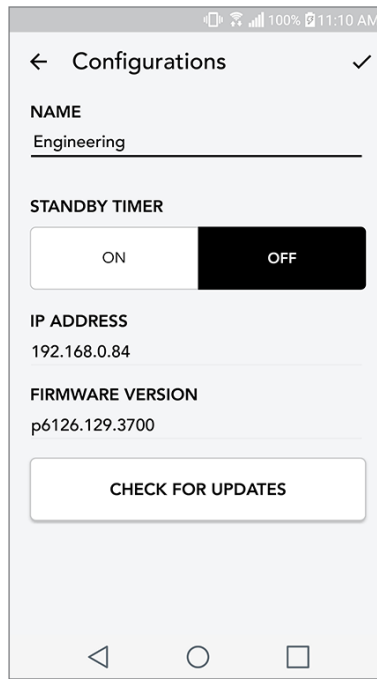 100% 11:10 AM
Configurations
NAME
Engineering
STANDBY TIMER
ON OFF
IP ADDRESS
192.168.0.84
FIRMWARE VERSION
p6126.129.3700
CHECK FOR UPDATES